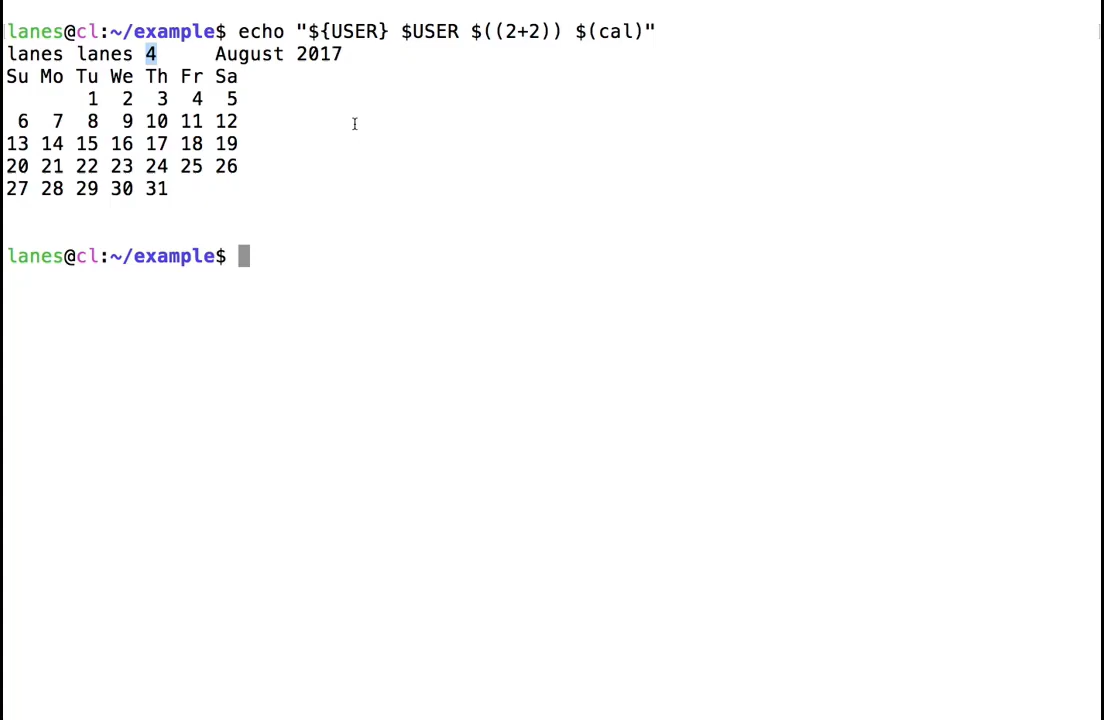 lanes@cl:~/example$ echo "${USER} $USER $((2+2)) $(cal)"
lanes lanes 4     August 2017
Su Mo Tu We Th Fr Sa
       1  2  3  4  5
 6  7  8  9 10 11 12
13 14 15 16 17 18 19
20 21 22 23 24 25 26
27 28 29 30 31
lanes@cl:~/example$